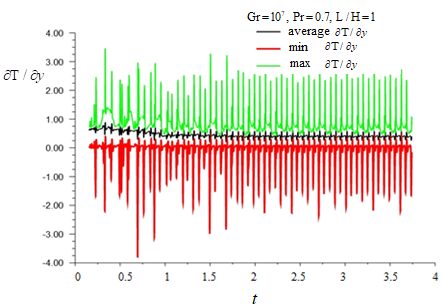 Gr=10⁷, Pr=0.7, L/H=1
average ∂T/∂y
min ∂T/∂y
max ∂T/∂y
∂T/∂y
4.00
3.00
2.00
1.00
0.00
-1.00
-2.00
-3.00
-4.00
0 0.5 1 1.5 2 2.5 3 3.5 4
t